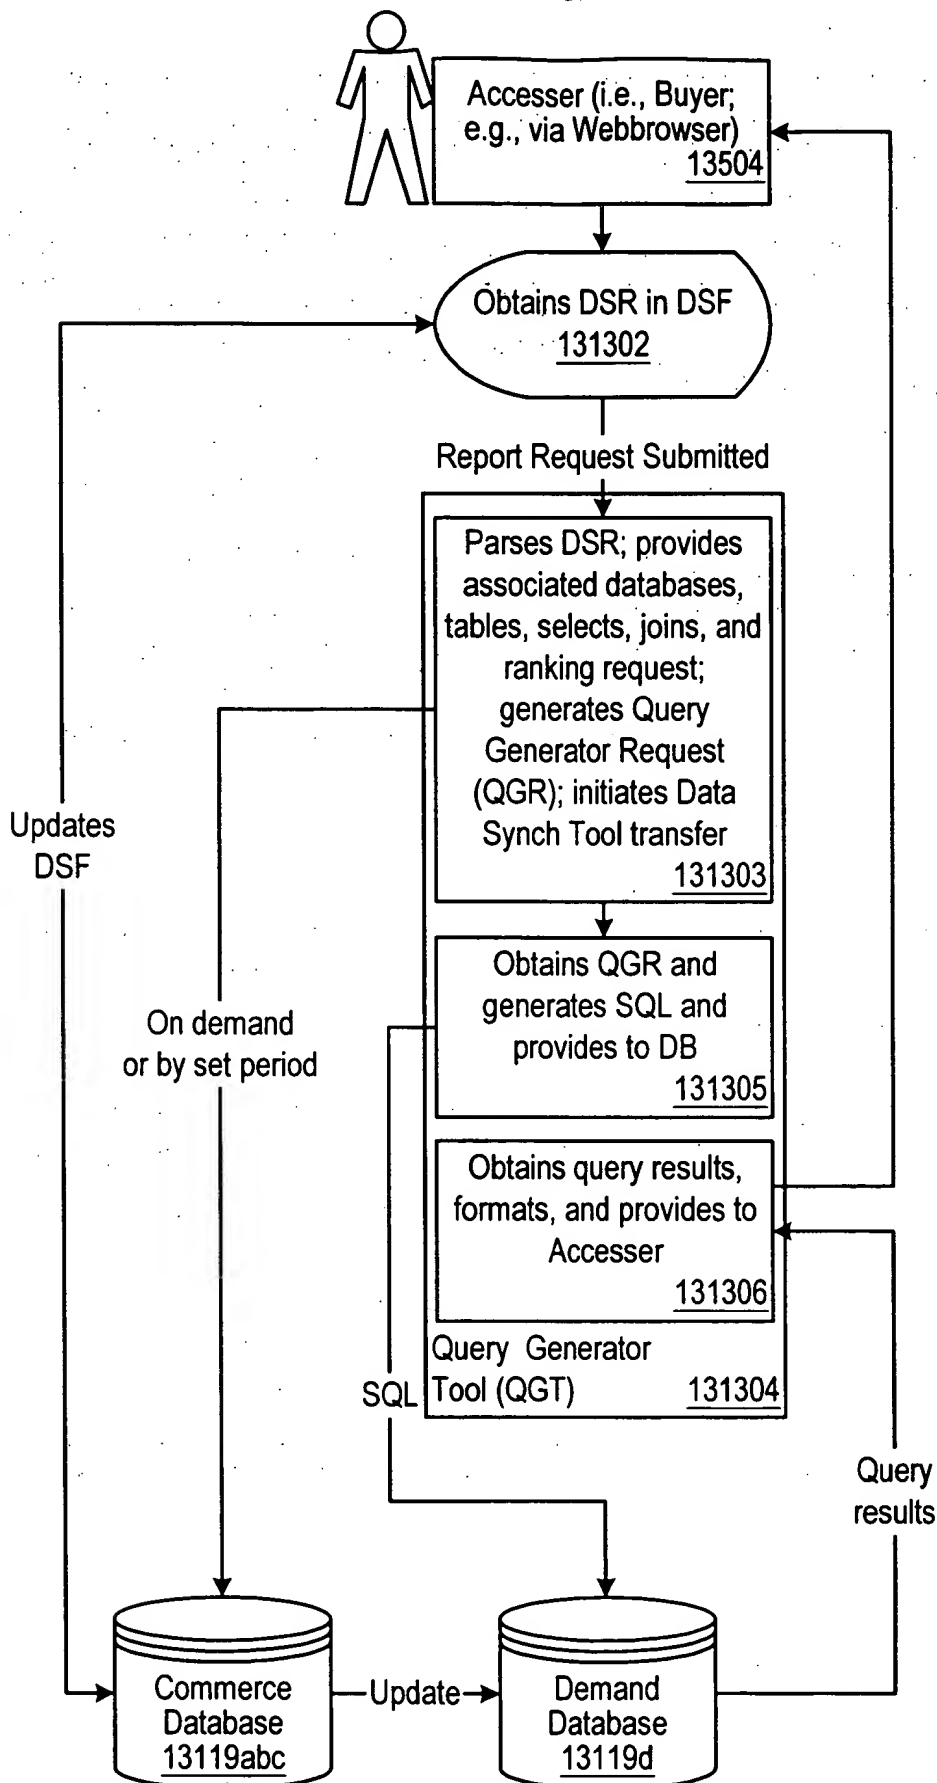 Accesser (i.e., Buyer;
e.g., via Webbrowser)
13504
Obtains DSR in DSF
131302
Report Request Submitted
Parses DSR; provides
associated databases,
tables, selects, joins, and
ranking request;
generates Query
Generator Request
(QGR); initiates Data
Synch Tool transfer
131303
Updates
DSF
On demand
or by set period
Obtains QGR and
generates SQL and
provides to DB
131305
Obtains query results,
formats, and provides to
Accesser
131306
Query Generator
Tool (QGT)
131304
SQL
Query
results
Commerce
Database
13119abc
Update
Demand
Database
13119d